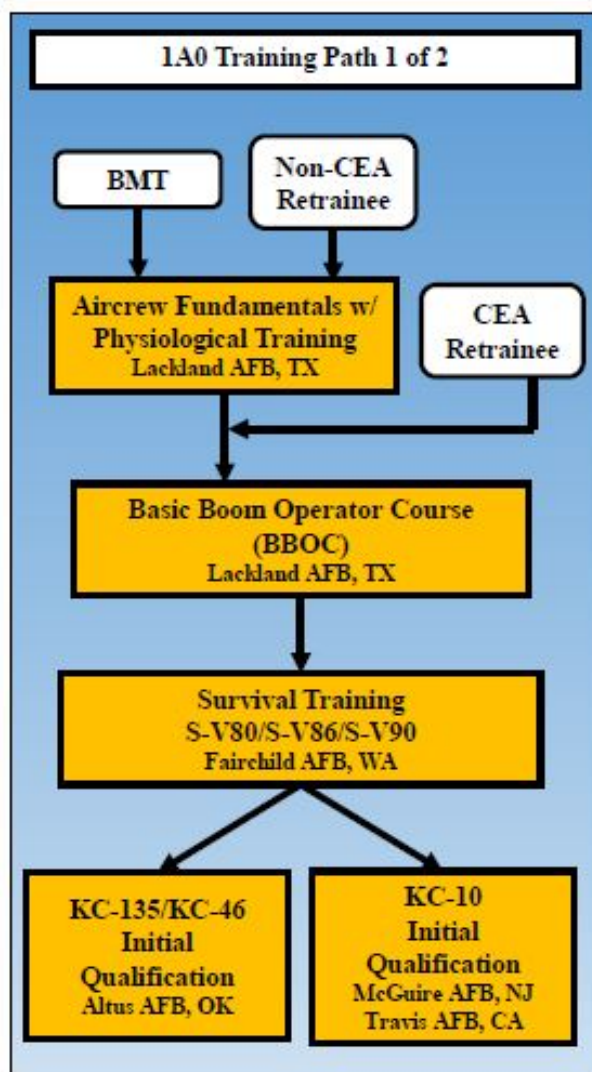 1A0 Training Path 1 of 2
BMT
Non-CEA
Retrainee
Aircrew Fundamentals w/
Physiological Training
Lackland AFB, TX
CEA
Retrainee
Basic Boom Operator Course
(BBOC)
Lackland AFB, TX
Survival Training
S-V80/S-V86/S-V90
Fairchild AFB, WA
KC-135/KC-46
Initial
Qualification
Altus AFB, OK
KC-10
Initial
Qualification
McGuire AFB, NJ
Travis AFB, CA